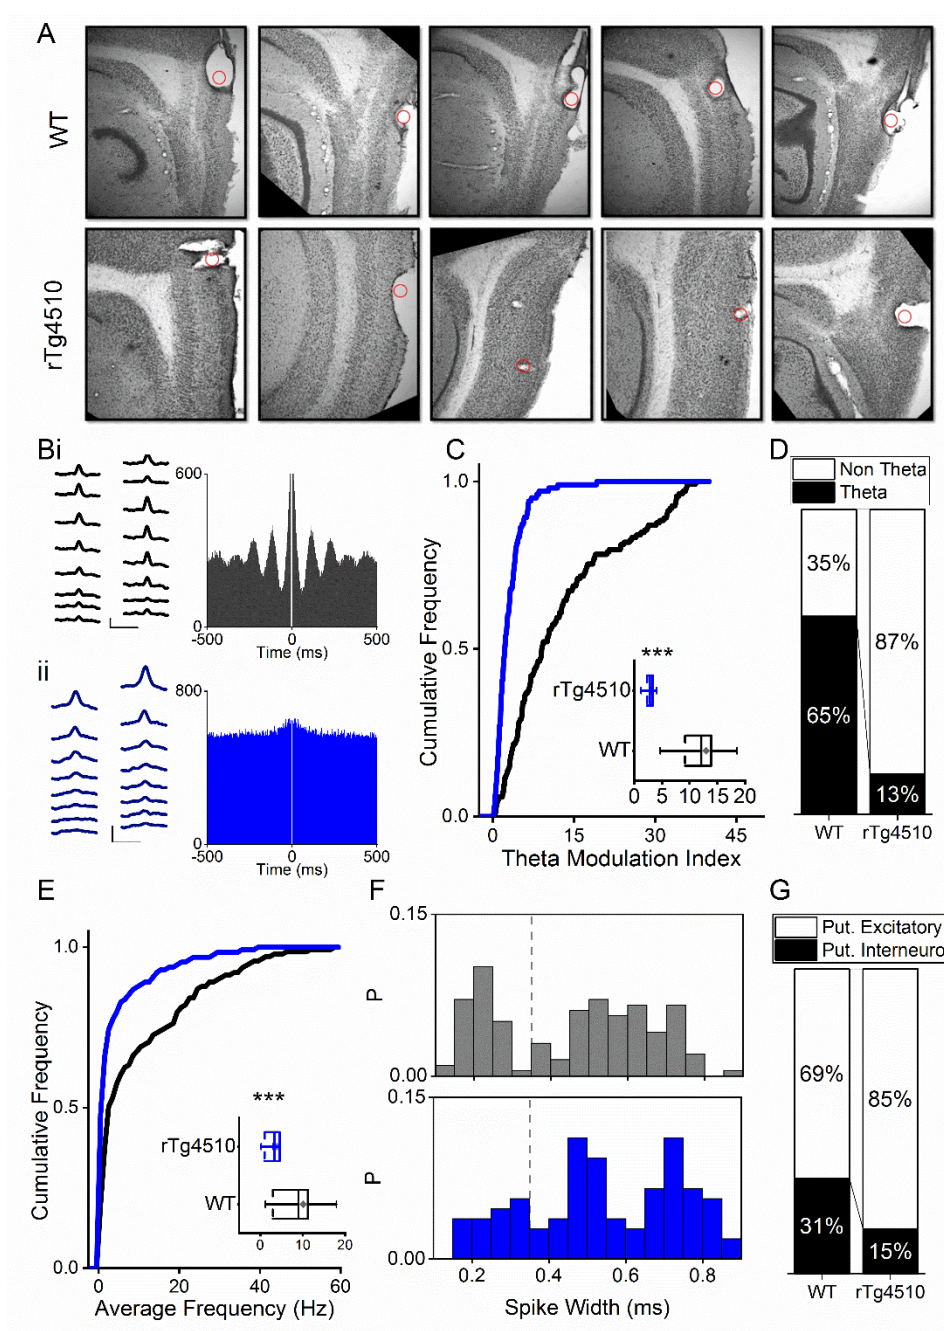 A
WT
rTg4510
Bi
600
0
-500
0
500
Time (ms)
ii
800
0
-500
0
500
Time (ms)
C
Cumulative Frequency
1.0
0.5
0.0
0
15
30
45
Theta Modulation Index
***
rTg4510
WT
0
10
20
D
Non Theta
Theta
35%
87%
65%
13%
WT
rTg4510
E
Cumulative Frequency
1.0
0.5
0.0
0
20
40
60
Average Frequency (Hz)
***
rTg4510
WT
0
10
20
F
0.15
P
0.00
0.15
P
0.00
0.2
0.4
0.6
0.8
Spike Width (ms)
G
Put. Excitatory
Put. Interneuro
69%
85%
31%
15%
WT
rTg4510